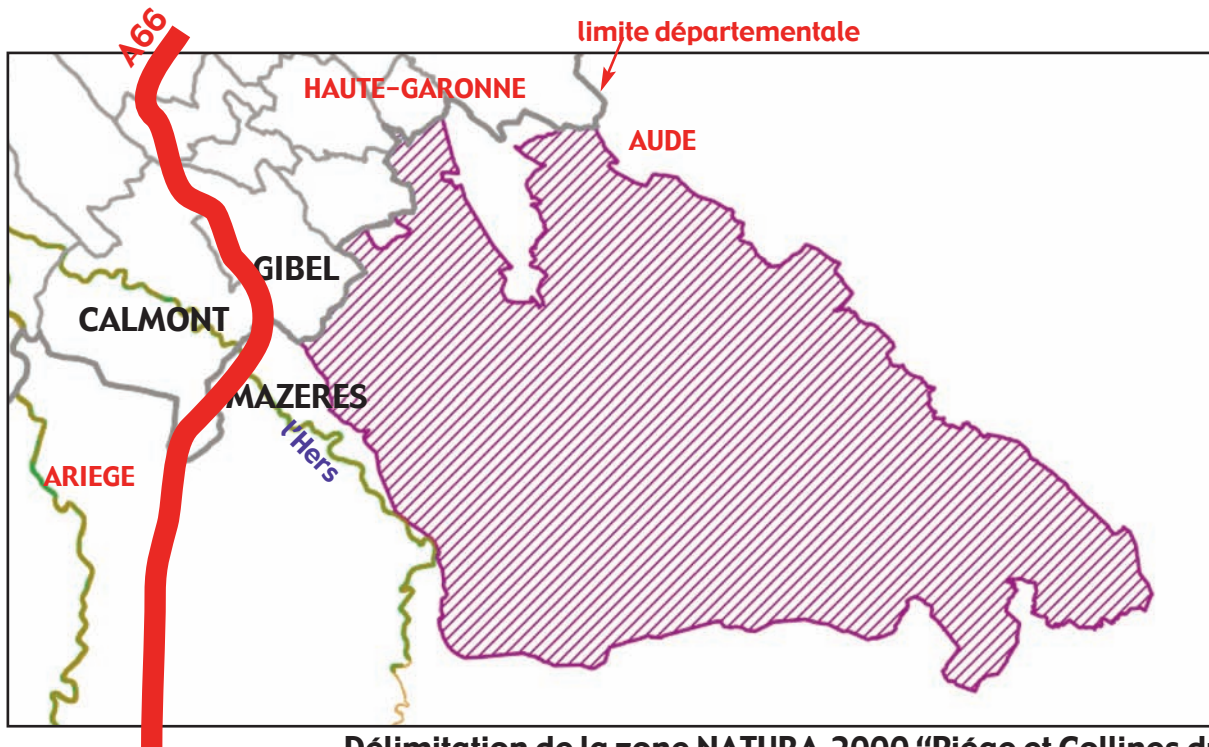 A66
limite départementale
HAUTE-GARONNE
AUDE
GIBEL
CALMONT
MAZERES
l'Hers
ARIEGE
Délimitation de la zone NATURA 2000 “Piége et Collines du